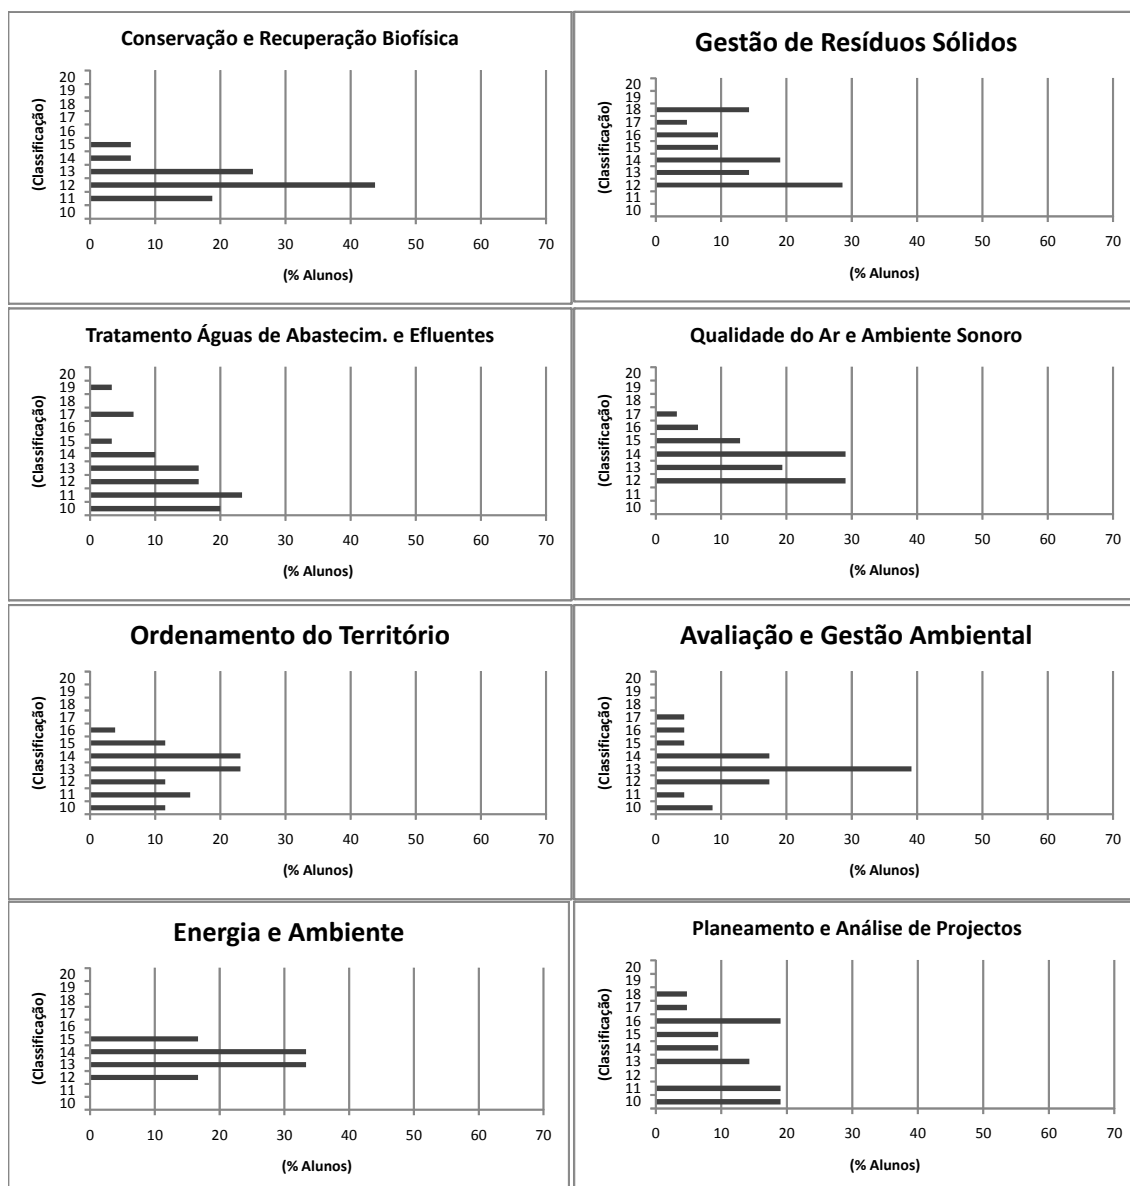 Conservação e Recuperação Biofísica
(Classificação)
20
19
18
17
16
15
14
13
12
11
10
0 10 20 30 40 50 60 70
(% Alunos)
Gestão de Resíduos Sólidos
(Classificação)
20
19
18
17
16
15
14
13
12
11
10
0 10 20 30 40 50 60 70
(% Alunos)
Tratamento Águas de Abastecim. e Efluentes
(Classificação)
20
19
18
17
16
15
14
13
12
11
10
0 10 20 30 40 50 60 70
(% Alunos)
Qualidade do Ar e Ambiente Sonoro
(Classificação)
20
19
18
17
16
15
14
13
12
11
10
0 10 20 30 40 50 60 70
(% Alunos)
Ordenamento do Território
(Classificação)
20
19
18
17
16
15
14
13
12
11
10
0 10 20 30 40 50 60 70
(% Alunos)
Avaliação e Gestão Ambiental
(Classificação)
20
19
18
17
16
15
14
13
12
11
10
0 10 20 30 40 50 60 70
(% Alunos)
Energia e Ambiente
(Classificação)
20
19
18
17
16
15
14
13
12
11
10
0 10 20 30 40 50 60 70
(% Alunos)
Planeamento e Análise de Projectos
(Classificação)
20
19
18
17
16
15
14
13
12
11
10
0 10 20 30 40 50 60 70
(% Alunos)